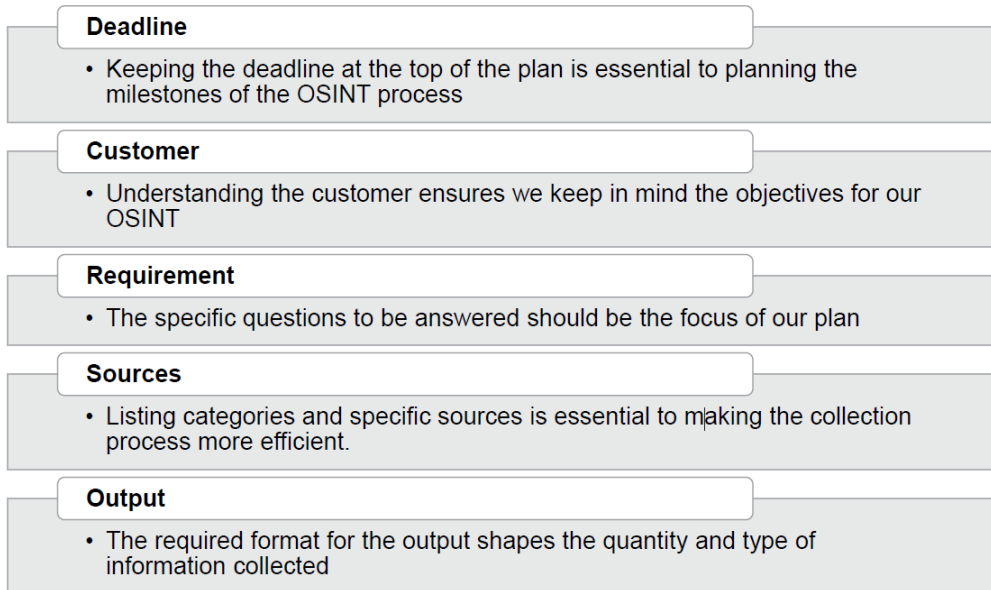 Deadline
• Keeping the deadline at the top of the plan is essential to planning the
milestones of the OSINT process
Customer
• Understanding the customer ensures we keep in mind the objectives for our
OSINT
Requirement
• The specific questions to be answered should be the focus of our plan
Sources
• Listing categories and specific sources is essential to making the collection
process more efficient.
Output
• The required format for the output shapes the quantity and type of
information collected